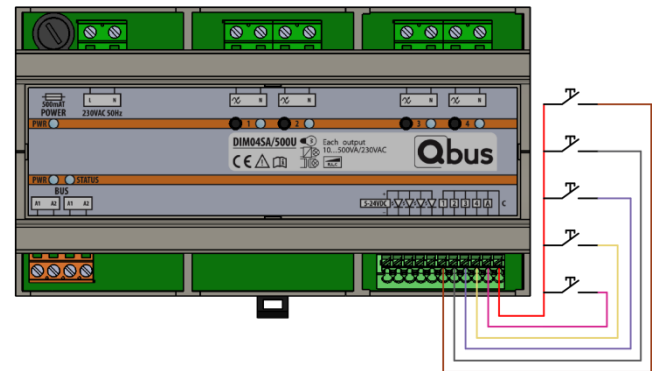 L N
500mAT
POWER 230VAC 50Hz
N N N N
PWR 1 2 3 4
DIM04SA/500U Each output
10...500VA/230VAC
CE
Qbus
PWR STATUS
BUS
A1 A2 A1 A2
+
5-24VDC 1 2 3 4 A C
-